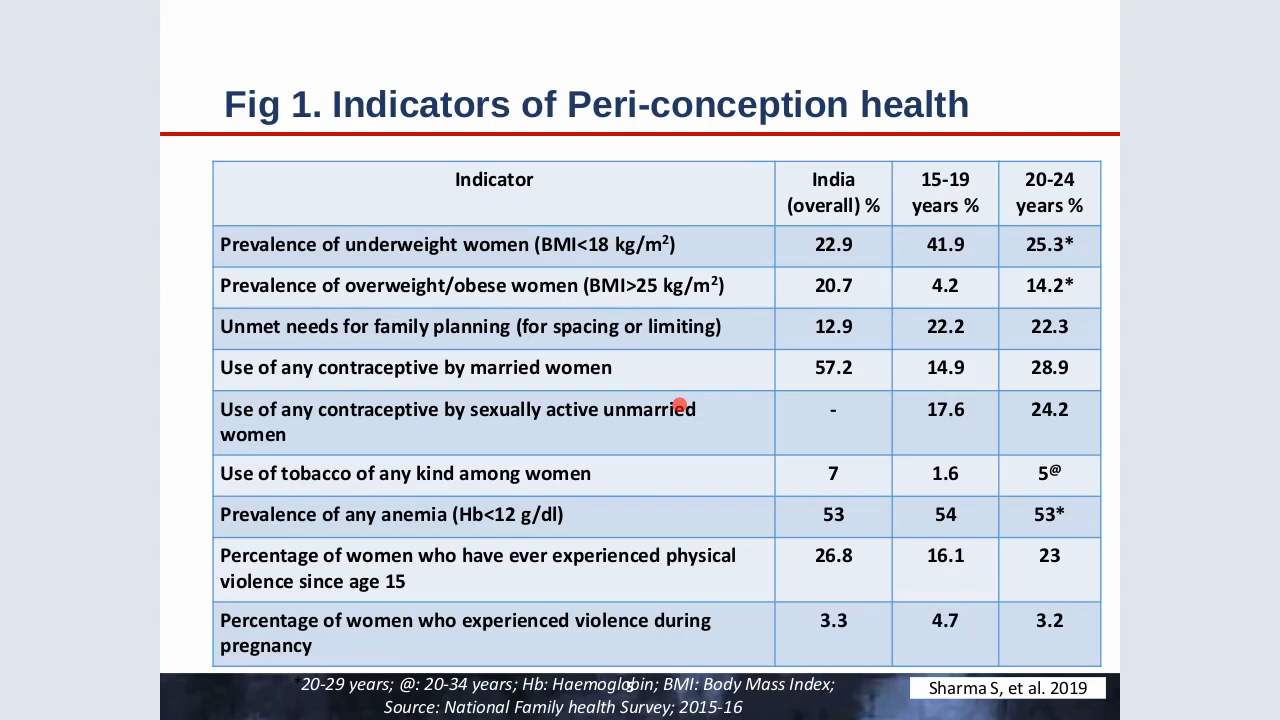 Fig 1. Indicators of Peri-conception health
Indicator India 15-19 20-24
(overall) % years % years %
Prevalence of underweight women (BMI<18 kg/m²) 22.9 41.9 25.3*
Prevalence of overweight/obese women (BMI>25 kg/m²) 20.7 4.2 14.2*
Unmet needs for family planning (for spacing or limiting) 12.9 22.2 22.3
Use of any contraceptive by married women 57.2 14.9 28.9
Use of any contraceptive by sexually active unmarried - 17.6 24.2
women
Use of tobacco of any kind among women 7 1.6 5@
Prevalence of any anemia (Hb<12 g/dl) 53 54 53*
Percentage of women who have ever experienced physical 26.8 16.1 23
violence since age 15
Percentage of women who experienced violence during 3.3 4.7 3.2
pregnancy
*20-29 years; @: 20-34 years; Hb: Haemoglobin; BMI: Body Mass Index;
Source: National Family health Survey; 2015-16
Sharma S, et al. 2019